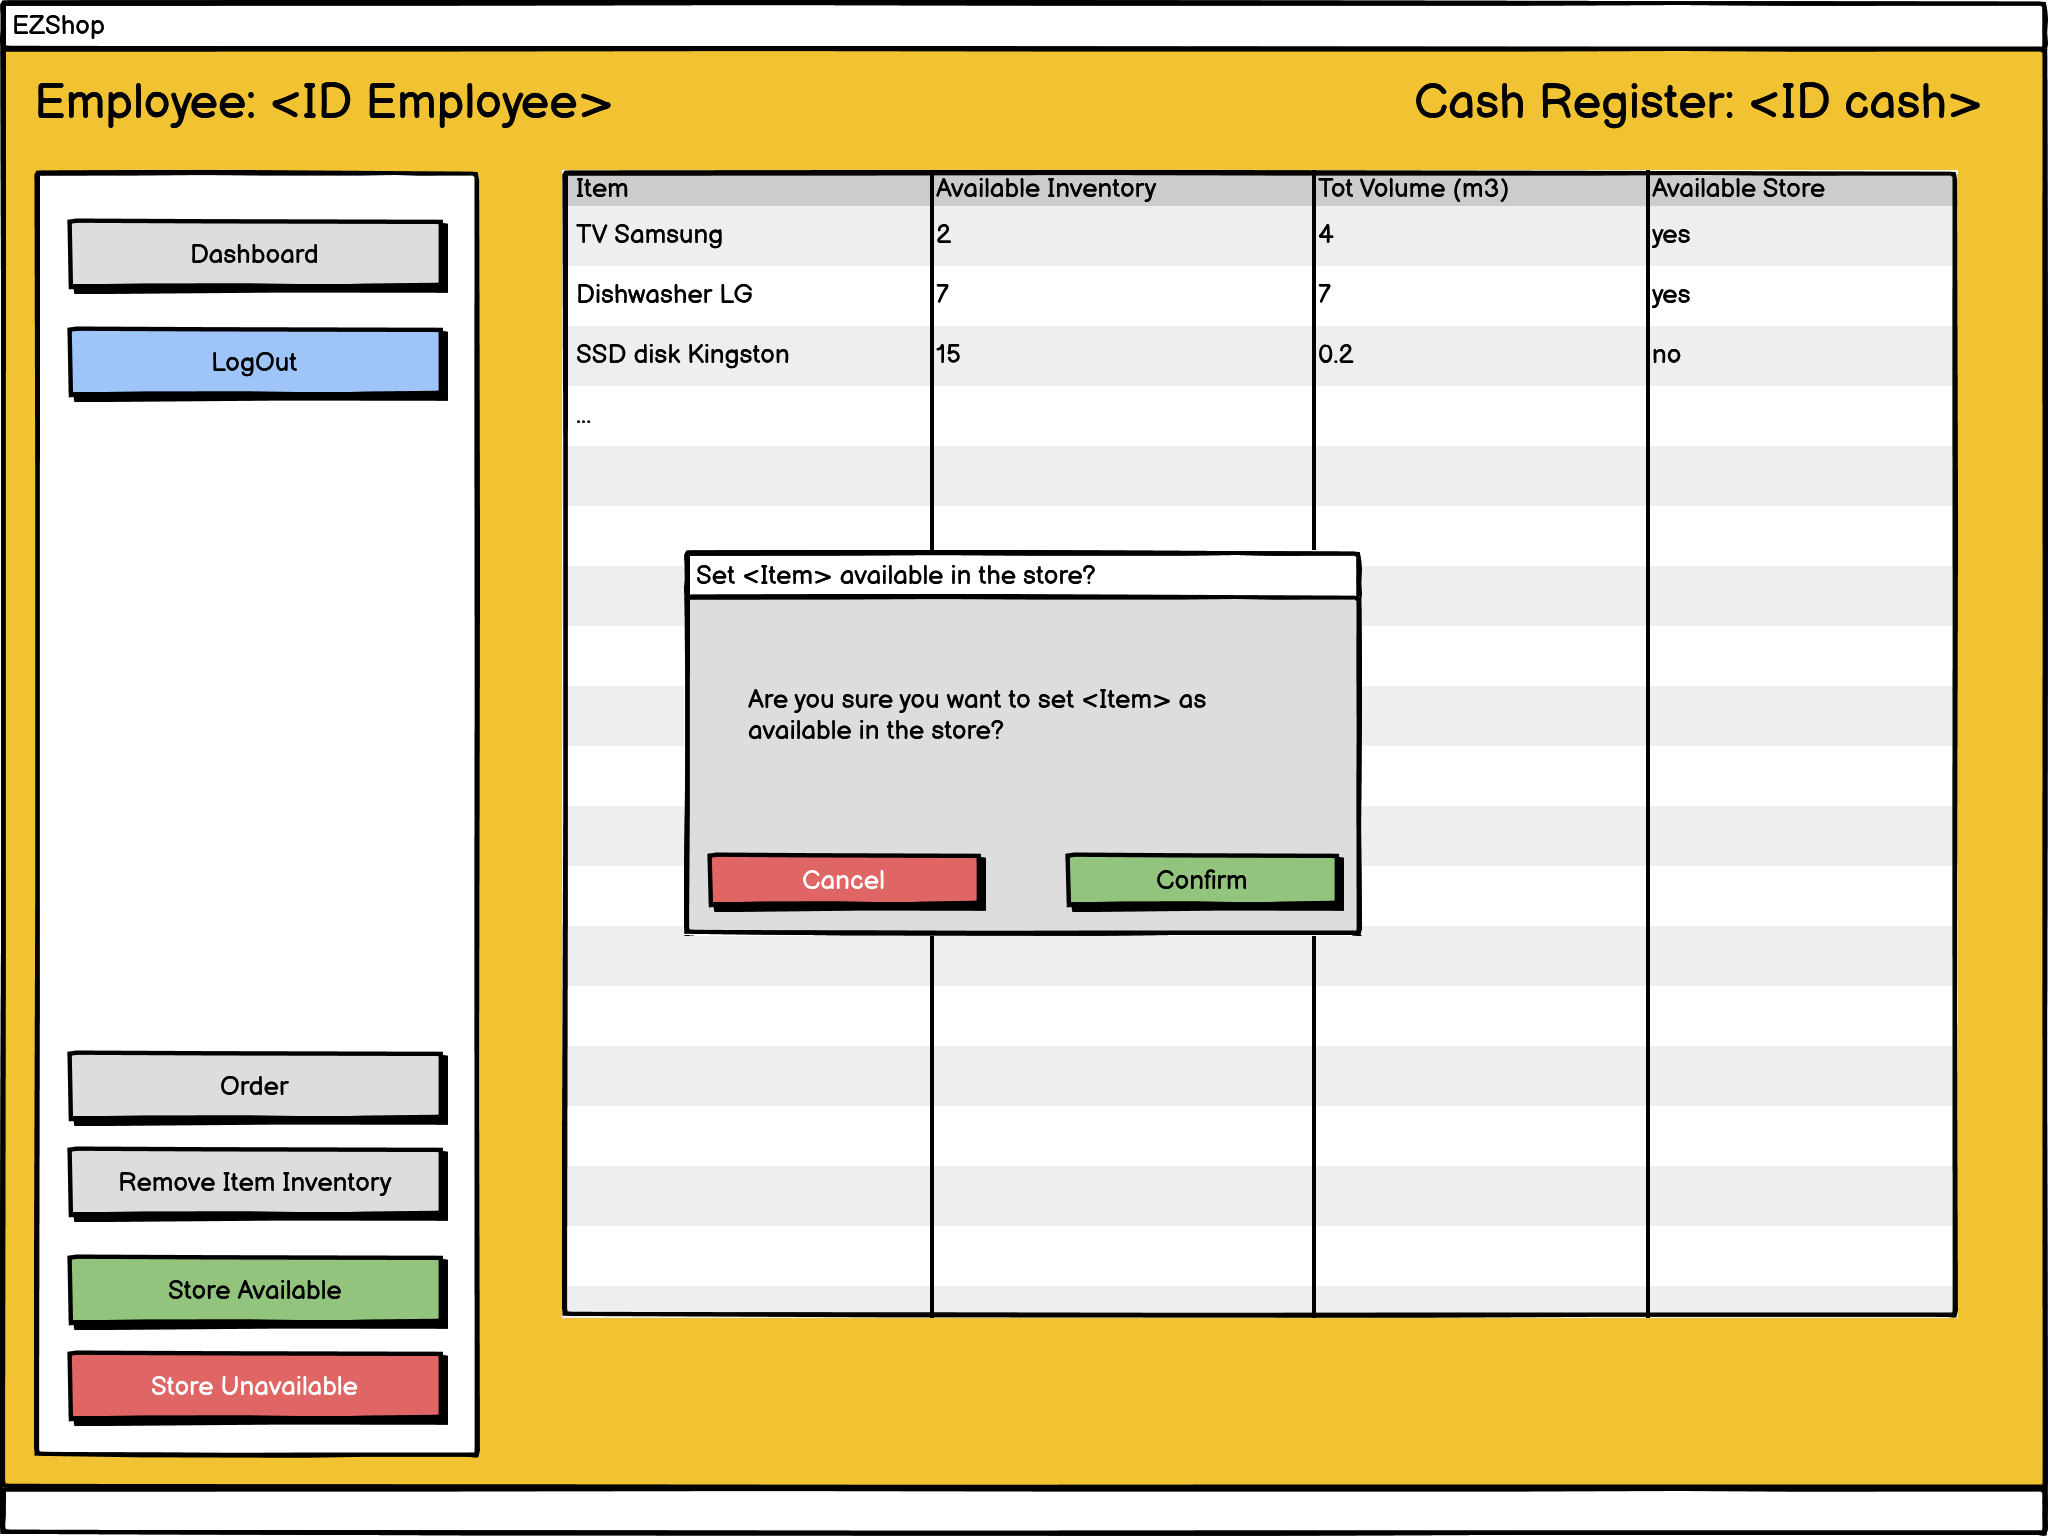 EZShop
Employee: <ID Employee>
Cash Register: <ID cash>
Dashboard
LogOut
Order
Remove Item Inventory
Store Available
Store Unavailable
Item Available Inventory Tot Volume (m3) Available Store
TV Samsung 2 4 yes
Dishwasher LG 7 7 yes
SSD disk Kingston 15 0.2 no
...
Set <Item> available in the store?
Are you sure you want to set <Item> as
available in the store?
Cancel
Confirm